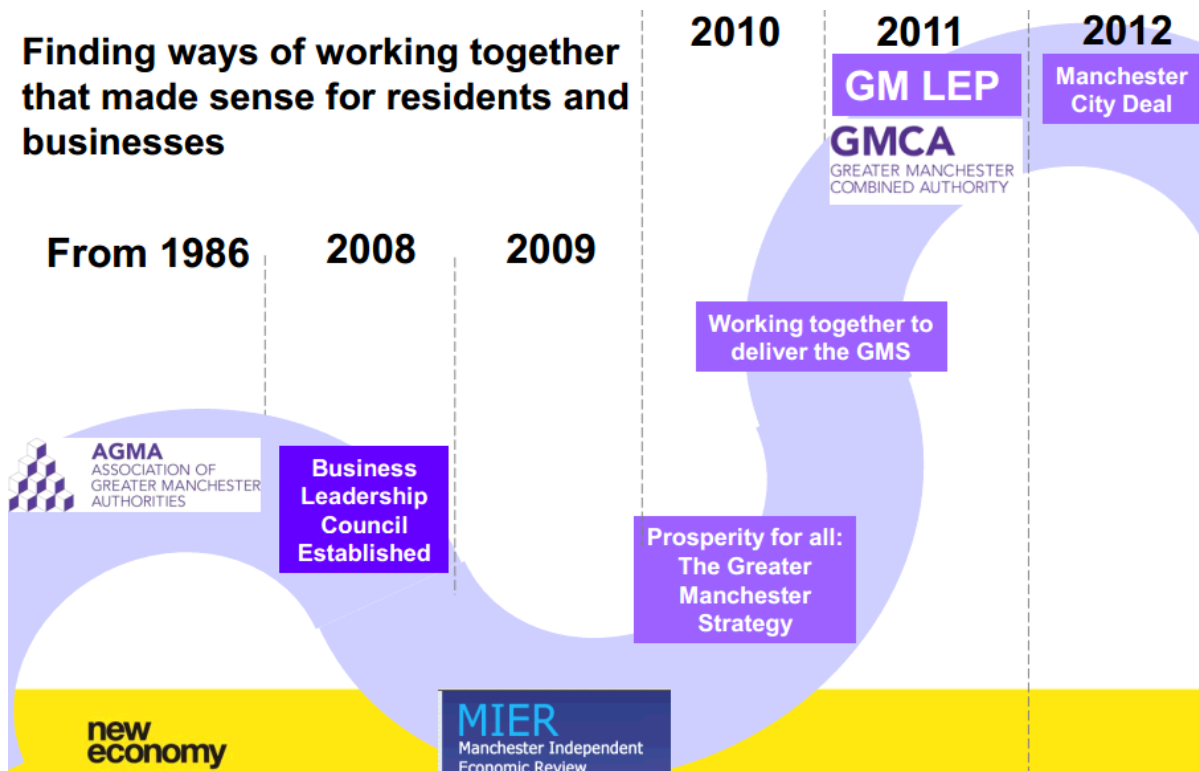 Finding ways of working together
that made sense for residents and
businesses
2010
2011
2012
GM LEP
Manchester
City Deal
GMCA
GREATER MANCHESTER
COMBINED AUTHORITY
From 1986
2008
2009
Working together to
deliver the GMS
AGMA
ASSOCIATION OF
GREATER MANCHESTER
AUTHORITIES
Business
Leadership
Council
Established
Prosperity for all:
The Greater
Manchester
Strategy
new
economy
MIER
Manchester Independent
Economic Review